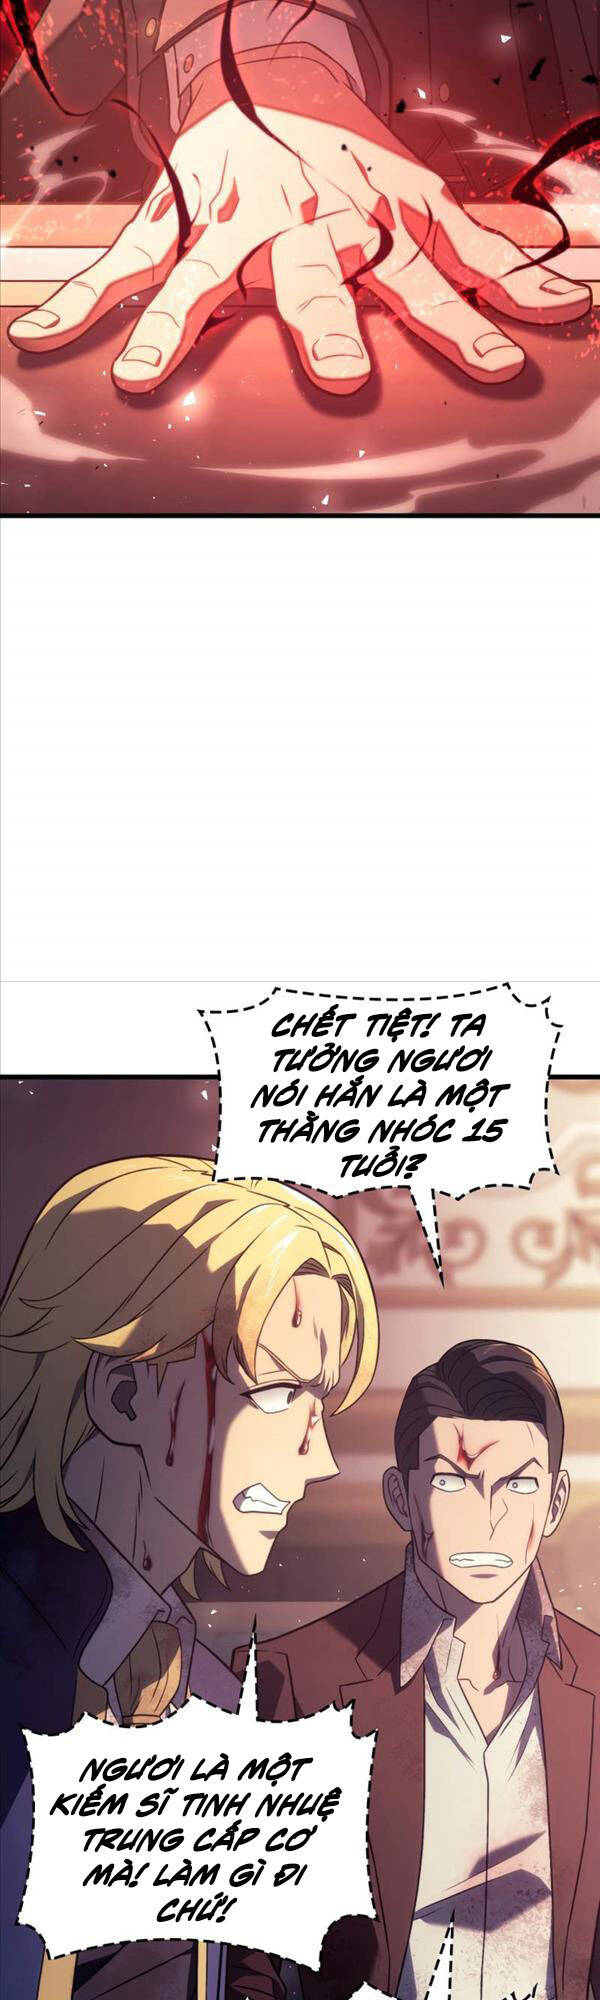 CHẾT TIỆT! TA
TƯỞNG NGƯƠI
NÓI HẮN LÀ MỘT
THẰNG NHÓC 15
TUỔI?
NGƯƠI LÀ MỘT
KIẾM SĨ TINH NHUỆ
TRUNG CẤP CƠ
MÀ! LÀM GÌ ĐI
CHỨ!